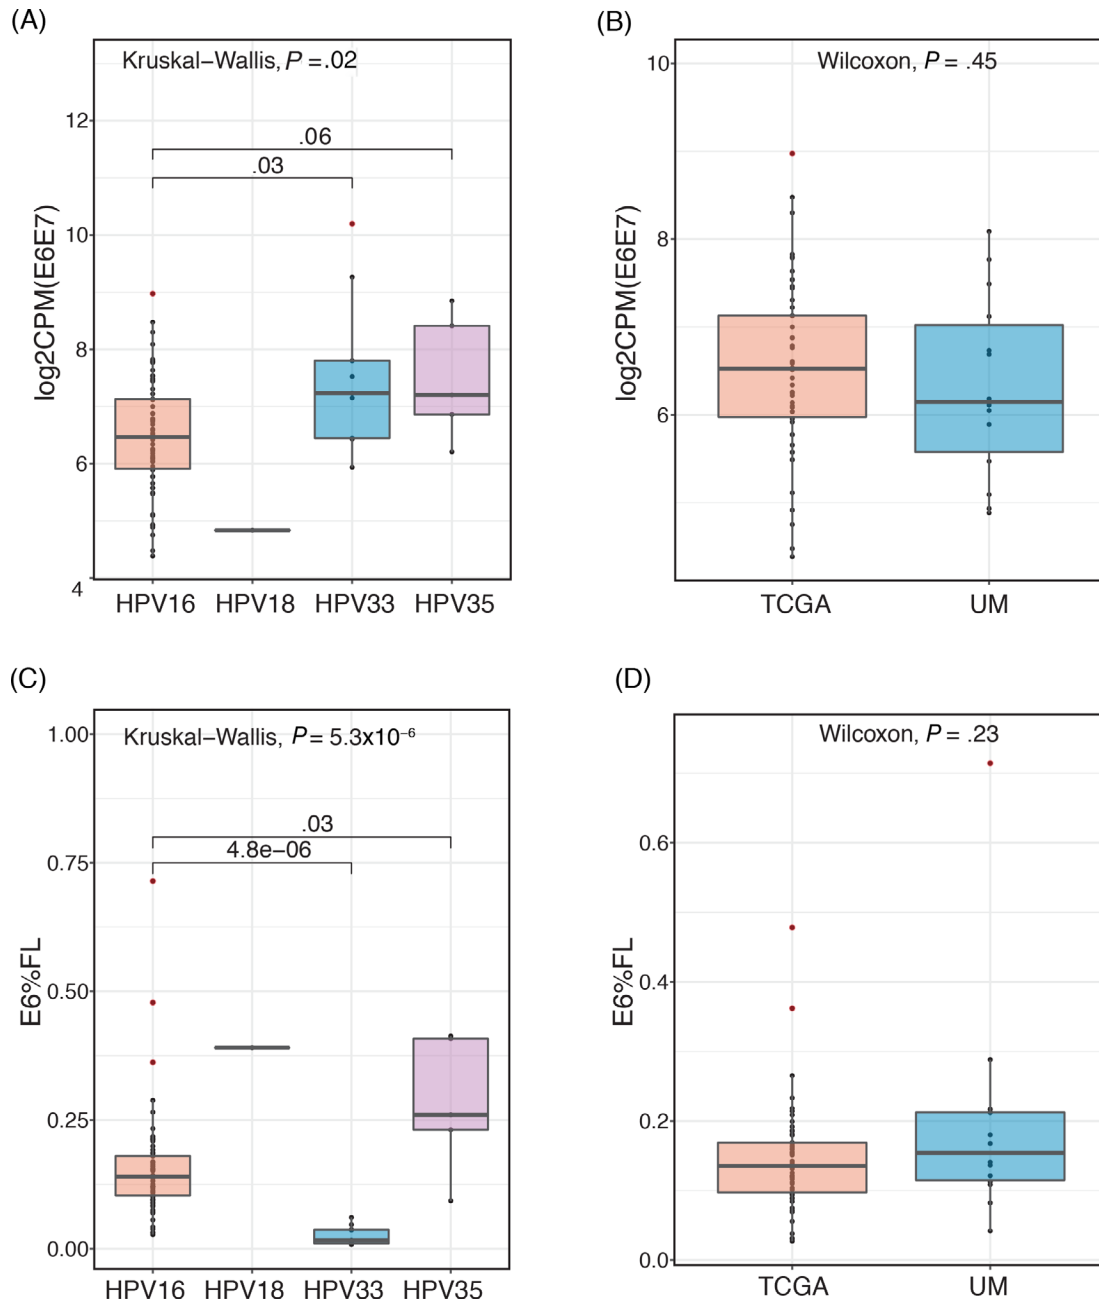 (A)
Kruskal–Wallis, P = .02
.06
.03
12
10
8
6
4
log2CPM(E6E7)
HPV16 HPV18 HPV33 HPV35
(B)
Wilcoxon, P = .45
10
8
6
log2CPM(E6E7)
TCGA UM
(C)
Kruskal–Wallis, P = 5.3x10⁻⁶
.03
4.8e−06
1.00
0.75
0.50
0.25
0.00
E6%FL
HPV16 HPV18 HPV33 HPV35
(D)
Wilcoxon, P = .23
0.6
0.4
0.2
0.0
E6%FL
TCGA UM